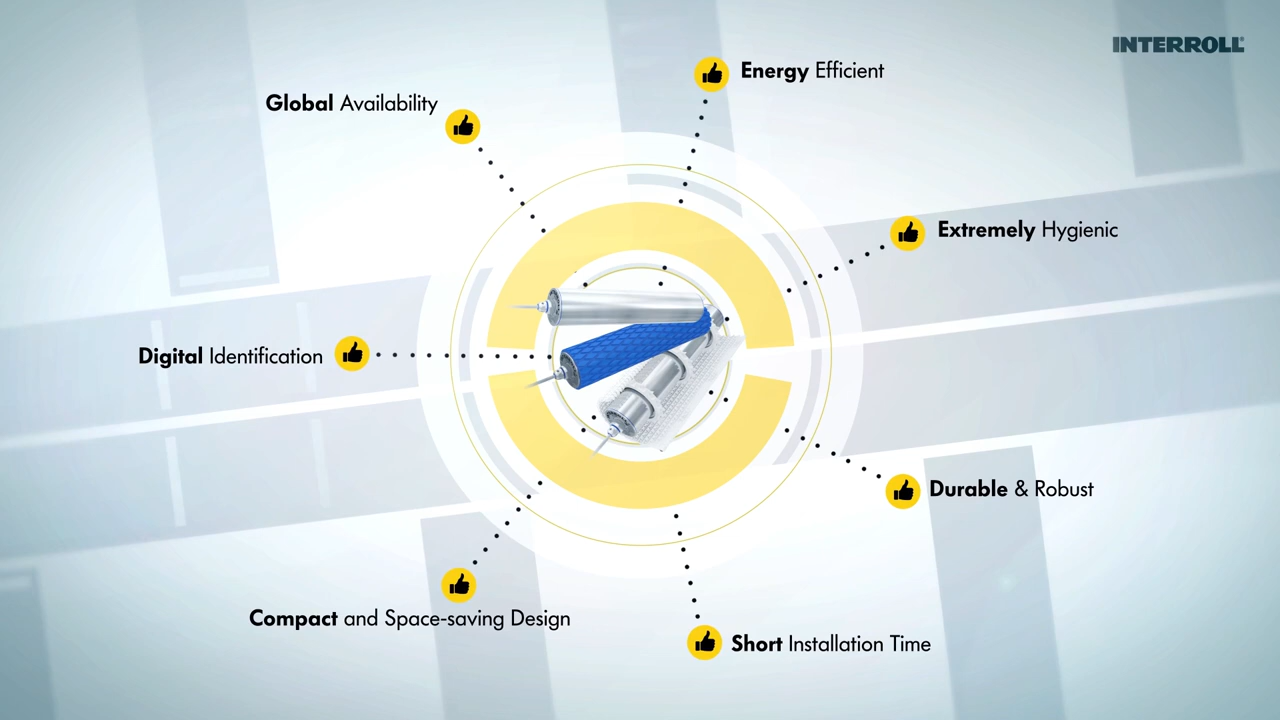 INTERROLL
Energy Efficient
Global Availability
Extremely Hygienic
Digital Identification
Durable & Robust
Compact and Space-saving Design
Short Installation Time